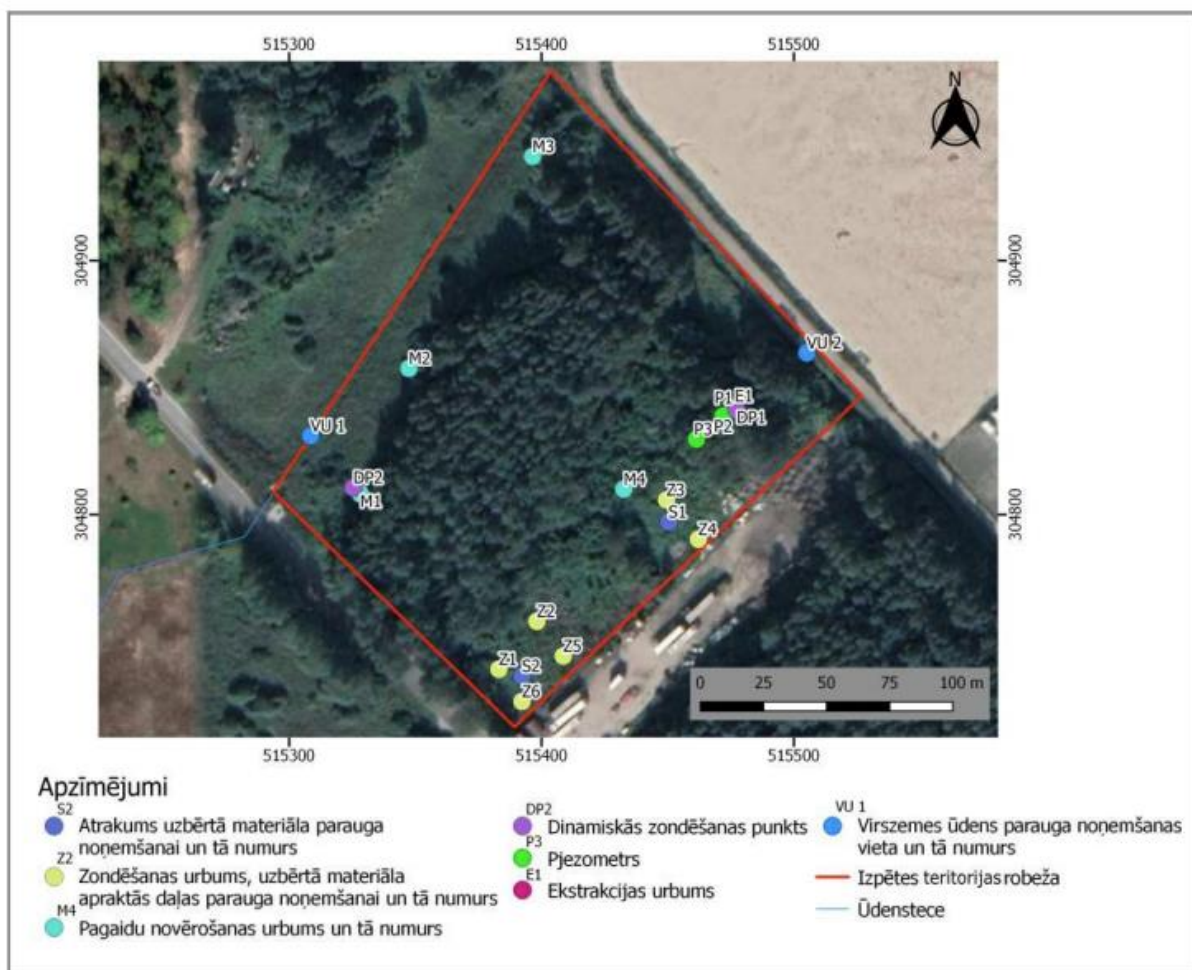 515300 515400 515500
N
M3
304900 304900
VU 2
M2
P1 E1
VU 1
P3 P2 DP1
DP2
M4
M1
Z3
304800 304800
S1
Z4
Z2
Z5
Z1 S2
Z6
0 25 50 75 100 m
515300 515400 515500
Apzīmējumi
S2
Atrakums uzbērtā materiāla parauga
noņemšanai un tā numurs
Z2
Zondēšanas urbums, uzbērtā materiāla
apraktās daļas parauga noņemšanai un tā numurs
M4
Pagaidu novērošanas urbums un tā numurs
DP2
Dinamiskās zondēšanas punkts
P3
Pjezometrs
E1
Ekstrakcijas urbums
VU 1
Virszemes ūdens parauga noņemšanas
vieta un tā numurs
Izpētes teritorijas robeža
Ūdenstece